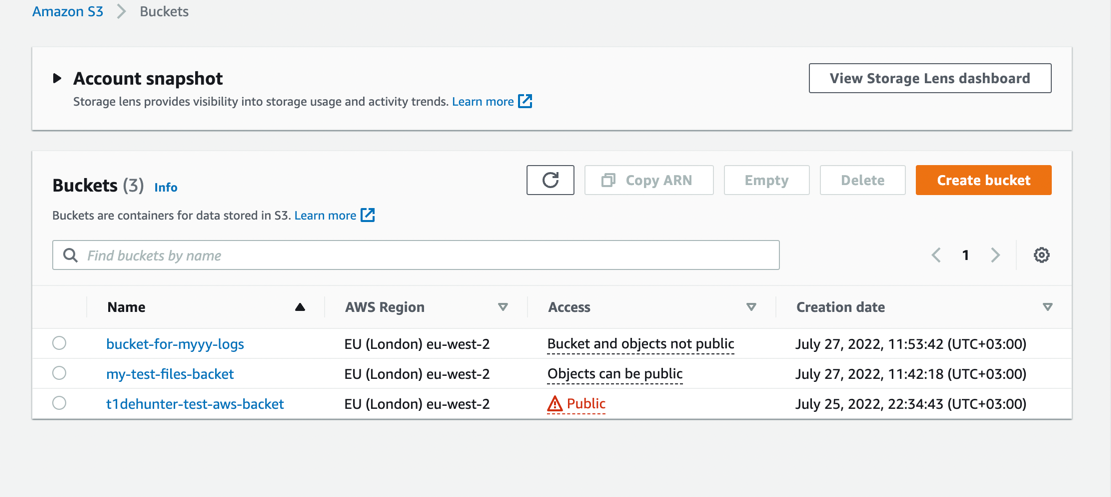 Amazon S3 > Buckets
Account snapshot View Storage Lens dashboard
Storage lens provides visibility into storage usage and activity trends. Learn more
Buckets (3) Info Copy ARN Empty Delete Create bucket
Buckets are containers for data stored in S3. Learn more
Find buckets by name 1
Name AWS Region Access Creation date
bucket-for-myyy-logs EU (London) eu-west-2 Bucket and objects not public July 27, 2022, 11:53:42 (UTC+03:00)
my-test-files-backet EU (London) eu-west-2 Objects can be public July 27, 2022, 11:42:18 (UTC+03:00)
t1dehunter-test-aws-backet EU (London) eu-west-2 Public July 25, 2022, 22:34:43 (UTC+03:00)